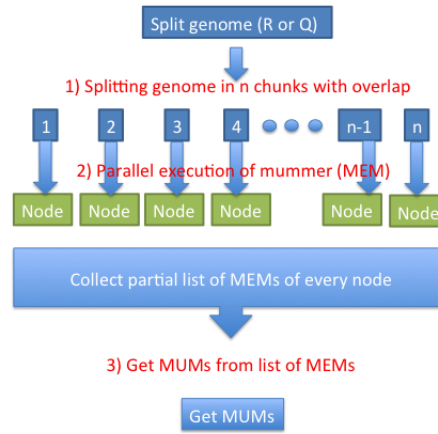 Split genome (R or Q)
1) Splitting genome in n chunks with overlap
1 2 3 4 n-1 n
2) Parallel execution of mummer (MEM)
Node Node Node Node Node Node
Collect partial list of MEMs of every node
3) Get MUMs from list of MEMs
Get MUMs